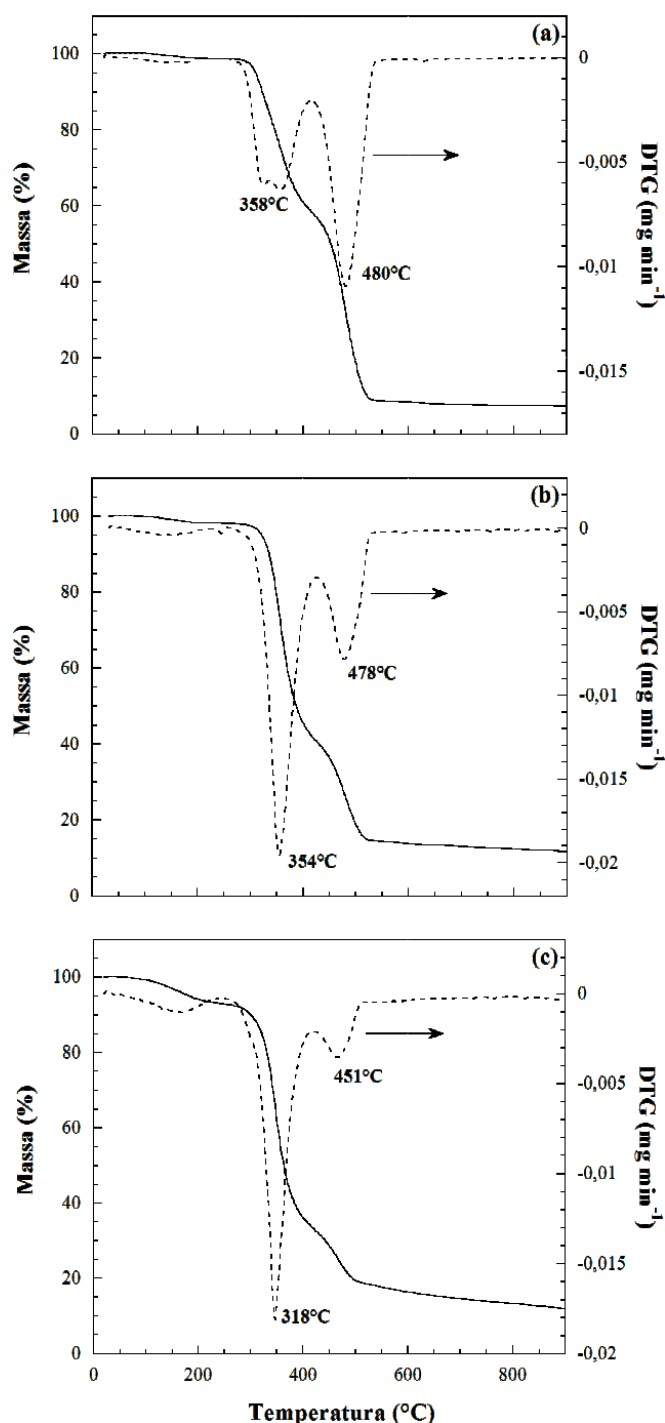 (a)
100
80
60
40
20
0
Massa (%)
358°C
480°C
0
-0,005
-0,01
-0,015
DTG (mg min⁻¹)
(b)
100
80
60
40
20
0
Massa (%)
354°C
478°C
0
-0,005
-0,01
-0,015
-0,02
DTG (mg min⁻¹)
(c)
100
80
60
40
20
0
Massa (%)
318°C
451°C
0
-0,005
-0,01
-0,015
-0,02
DTG (mg min⁻¹)
0 200 400 600 800
Temperatura (°C)